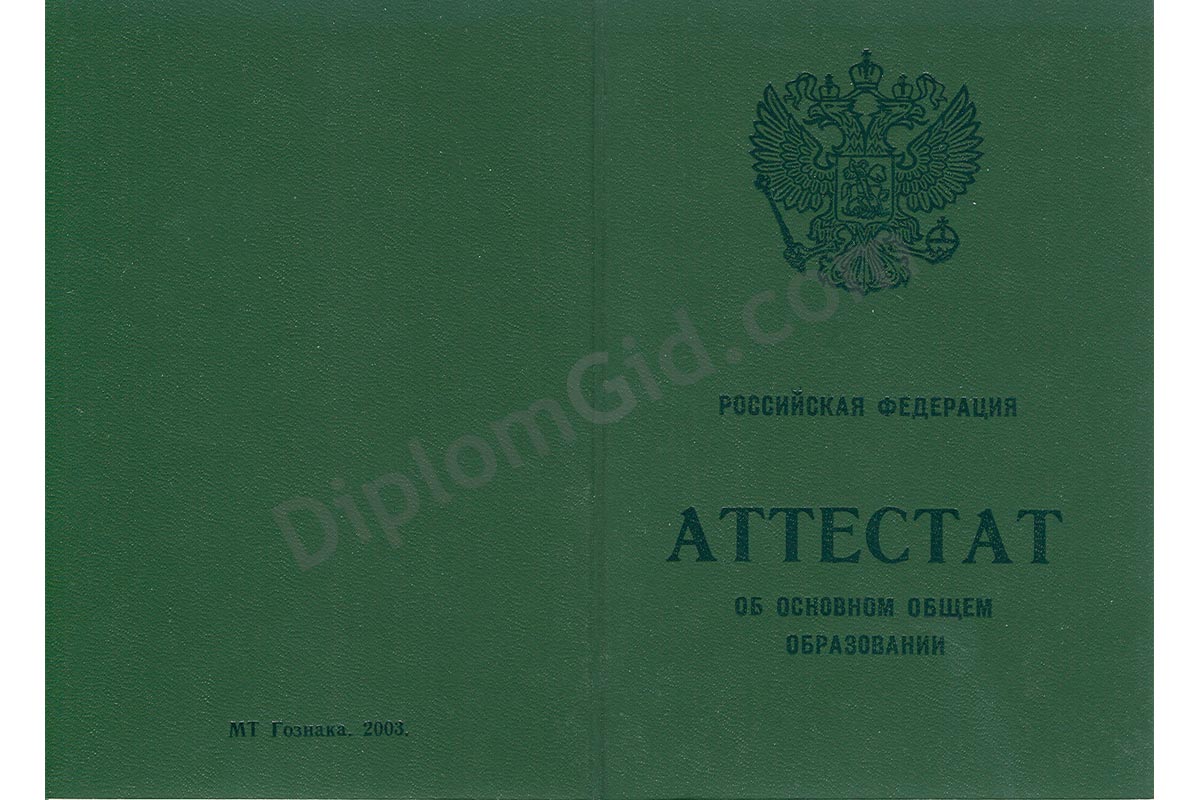 РОССИЙСКАЯ ФЕДЕРАЦИЯ
АТТЕСТАТ
ОБ ОСНОВНОМ ОБЩЕМ
ОБРАЗОВАНИИ
МТ Гознака. 2003.
DiplomGid.com